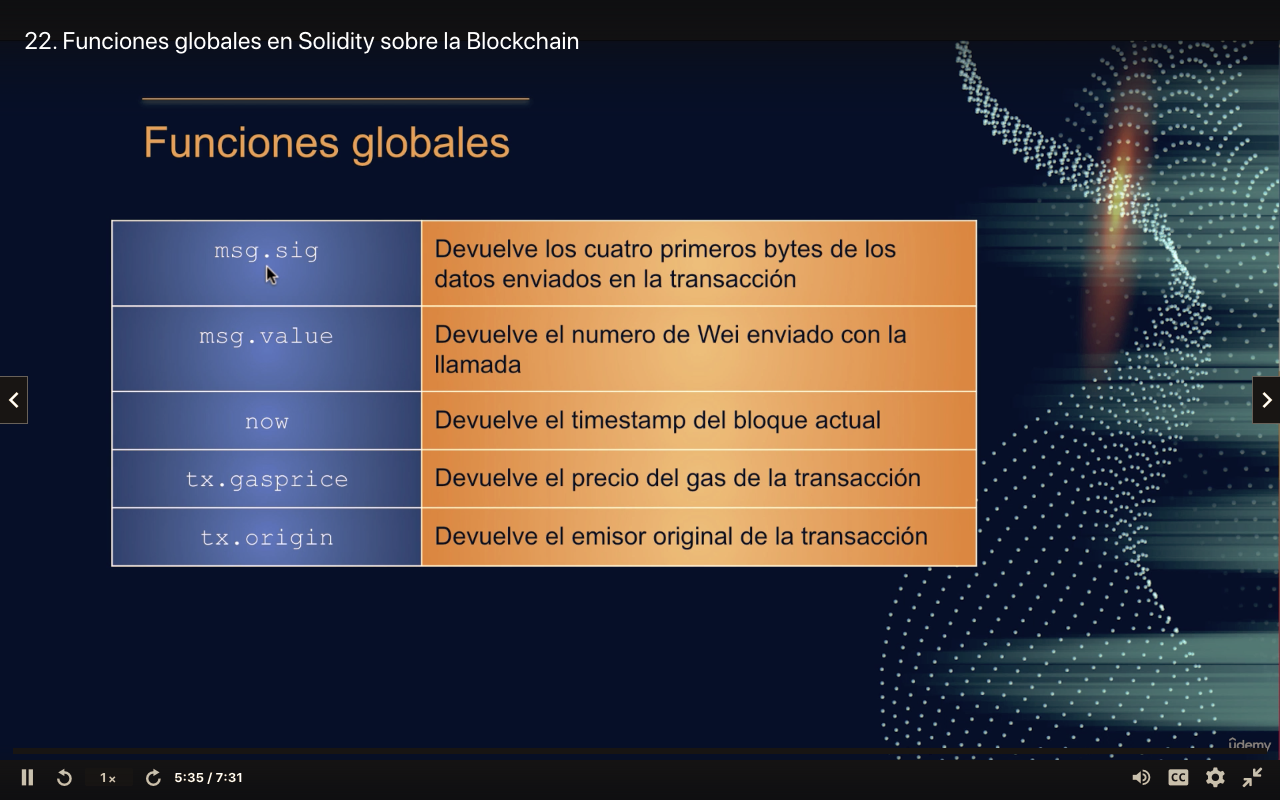 22. Funciones globales en Solidity sobre la Blockchain
Funciones globales
msg.sig
Devuelve los cuatro primeros bytes de los
datos enviados en la transacción
msg.value
Devuelve el numero de Wei enviado con la
llamada
now
Devuelve el timestamp del bloque actual
tx.gasprice
Devuelve el precio del gas de la transacción
tx.origin
Devuelve el emisor original de la transacción
ûdemy
1x
5:35 / 7:31
CC